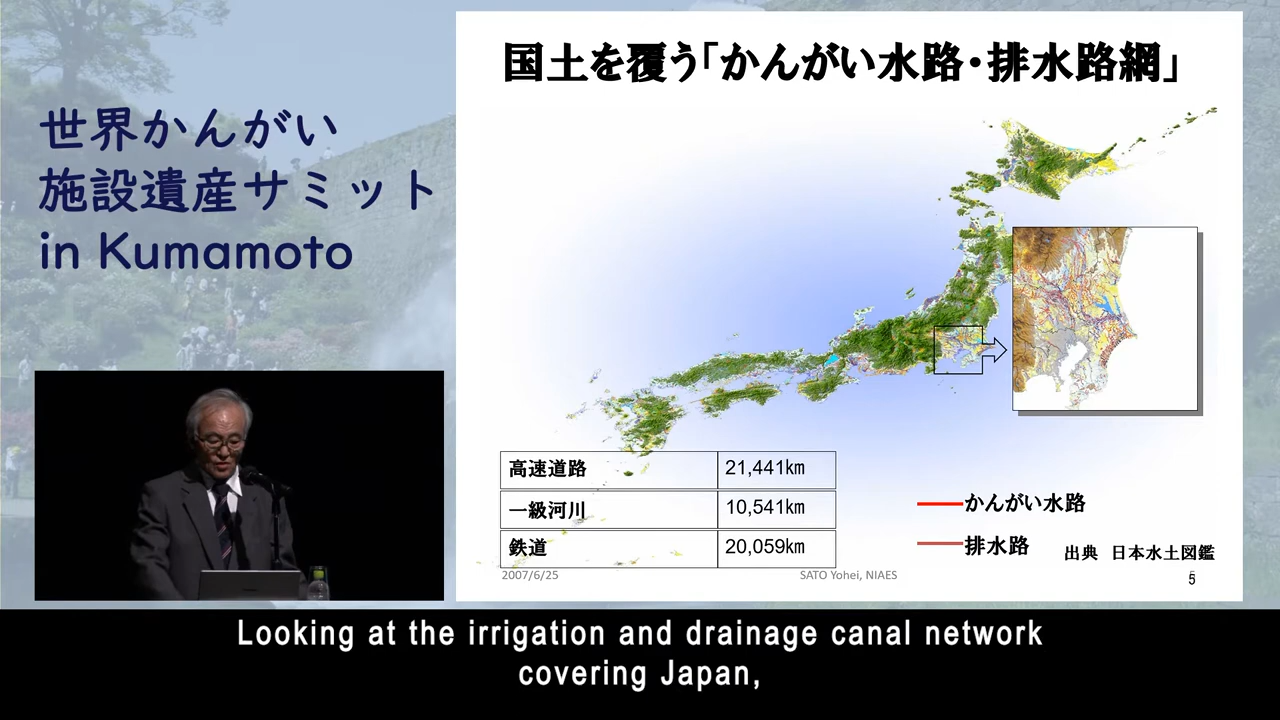 世界かんがい
施設遺産サミット
in Kumamoto
国土を覆う「かんがい水路・排水路網」
高速道路 21,441km
一級河川 10,541km
鉄道 20,059km
かんがい水路
排水路
出典 日本水土図鑑
2007/6/25 SATO Yohei, NIAES 5
Looking at the irrigation and drainage canal network
covering Japan,